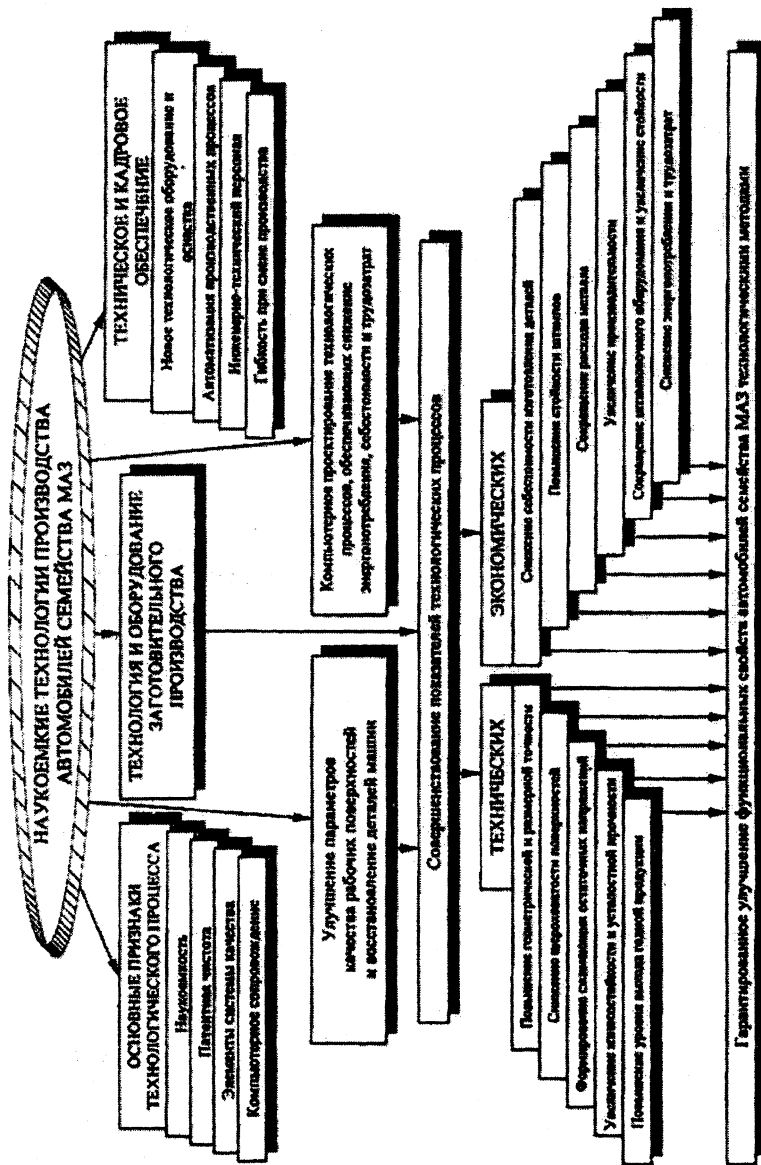 НАУКОЕМКИЕ ТЕХНОЛОГИИ ПРОИЗВОДСТВА
АВТОМОБИЛЕЙ СЕМЕЙСТВА МАЗ
ОСНОВНЫЕ ПРИЗНАКИ
ТЕХНОЛОГИЧЕСКОГО ПРОЦЕССА
Наукоемкость
Патентная чистота
Элементы системы качества
Компьютерное сопровождение
ТЕХНОЛОГИЯ И ОБОРУДОВАНИЕ
ЗАГОТОВИТЕЛЬНОГО
ПРОИЗВОДСТВА
ТЕХНИЧЕСКОЕ И КАДРОВОЕ
ОБЕСПЕЧЕНИЕ
Новое технологическое оборудование и
оснастка
Автоматизация производственных процессов
Инженерно-технический персонал
Гибкость при смене производства
Улучшение параметров
качества рабочих поверхностей
и восстановление деталей машин
Компьютерное проектирование технологических
процессов, обеспечивающих снижение
энергопотребления, себестоимости и трудозатрат
Совершенствование показателей технологических процессов
ТЕХНИЧЕСКИХ
Повышение геометрической и размерной точности
Снижение шероховатости поверхностей
Формирование сжимающих остаточных напряжений
Увеличение износостойкости и усталостной прочности
Повышение уровня выхода годной продукции
ЭКОНОМИЧЕСКИХ
Снижение себестоимости изготовления деталей
Повышение стойкости штампов
Сокращение расхода металла
Увеличение производительности
Сокращение штамповочного оборудования и увеличение стойкости
Снижение энергопотребления и трудозатрат
Гарантированное улучшение функциональных свойств автомобилей семейства МАЗ технологическими методами